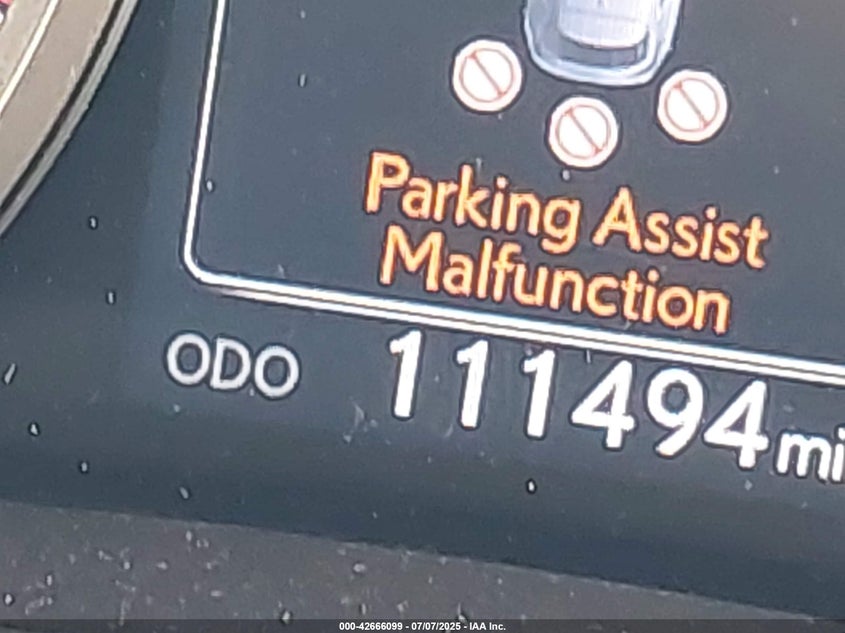 Parking Assist
Malfunction
ODO 111494 mi
000-42666099 - 07/07/2025 - IAA Inc.